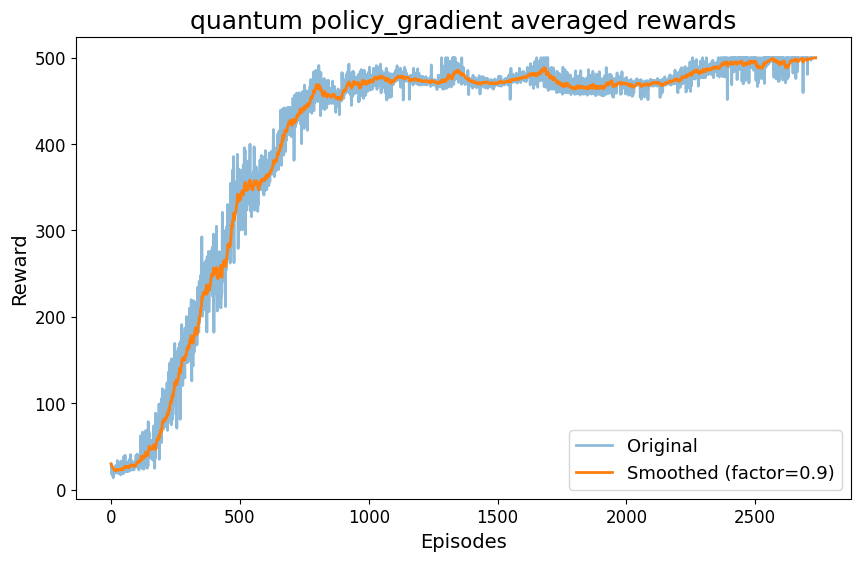 quantum policy_gradient averaged rewards
500
400
300
200
100
0
Reward
0 500 1000 1500 2000 2500
Episodes
Original
Smoothed (factor=0.9)